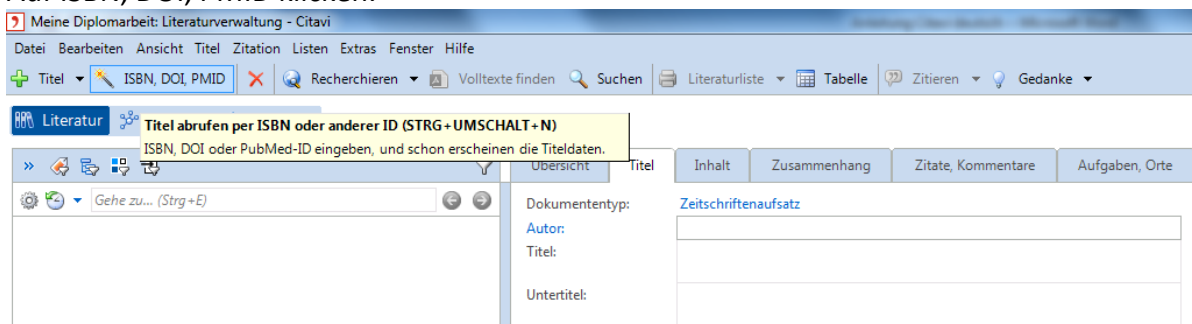 Auf ISBN, DOI, PMID klicken.
Meine Diplomarbeit: Literaturverwaltung - Citavi
Datei Bearbeiten Ansicht Titel Zitation Listen Extras Fenster Hilfe
Titel ISBN, DOI, PMID Recherchieren Volltexte finden Suchen Literaturliste Tabelle Zitieren Gedanke
Literatur
Titel abrufen per ISBN oder anderer ID (STRG+UMSCHALT+N)
ISBN, DOI oder PubMed-ID eingeben, und schon erscheinen die Titeldaten.
Übersicht Titel Inhalt Zusammenhang Zitate, Kommentare Aufgaben, Orte
Gehe zu... (Strg+E)
Dokumententyp: Zeitschriftenaufsatz
Autor:
Titel:
Untertitel: